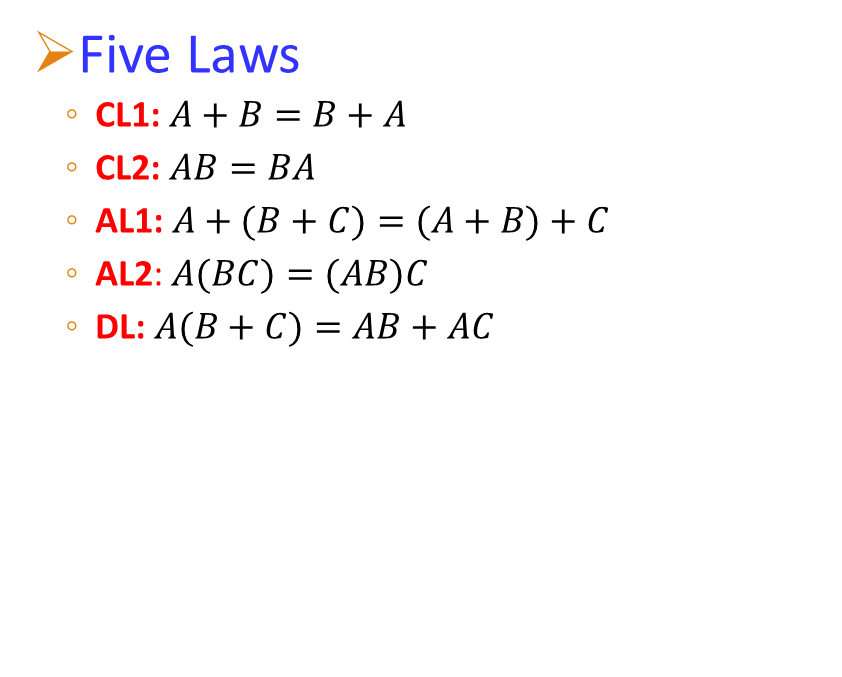 Five Laws
CL1: A + B = B + A
CL2: AB = BA
AL1: A + (B + C) = (A + B) + C
AL2: A(BC) = (AB)C
DL: A(B + C) = AB + AC